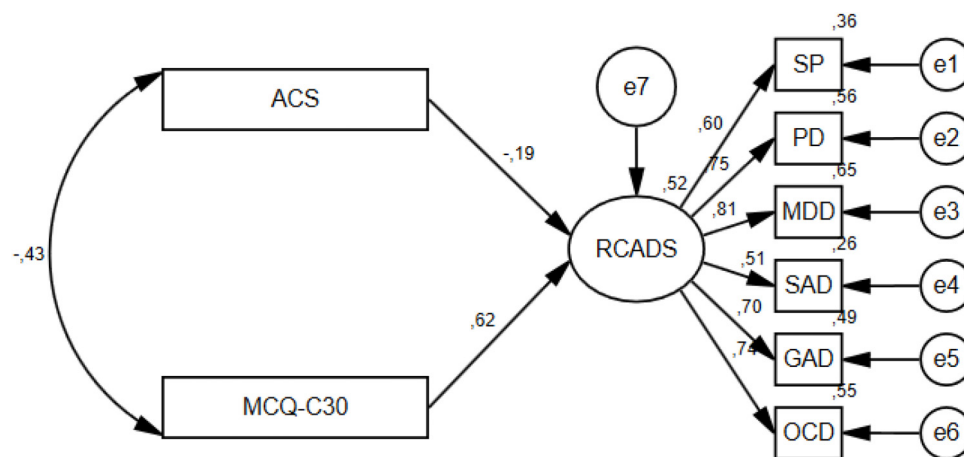 ACS
MCQ-C30
-,43
-,19
,62
e7
,52
RCADS
,60
,75
,81
,51
,70
,74
,36
SP
e1
,56
PD
e2
,65
MDD
e3
,26
SAD
e4
,49
GAD
e5
,55
OCD
e6